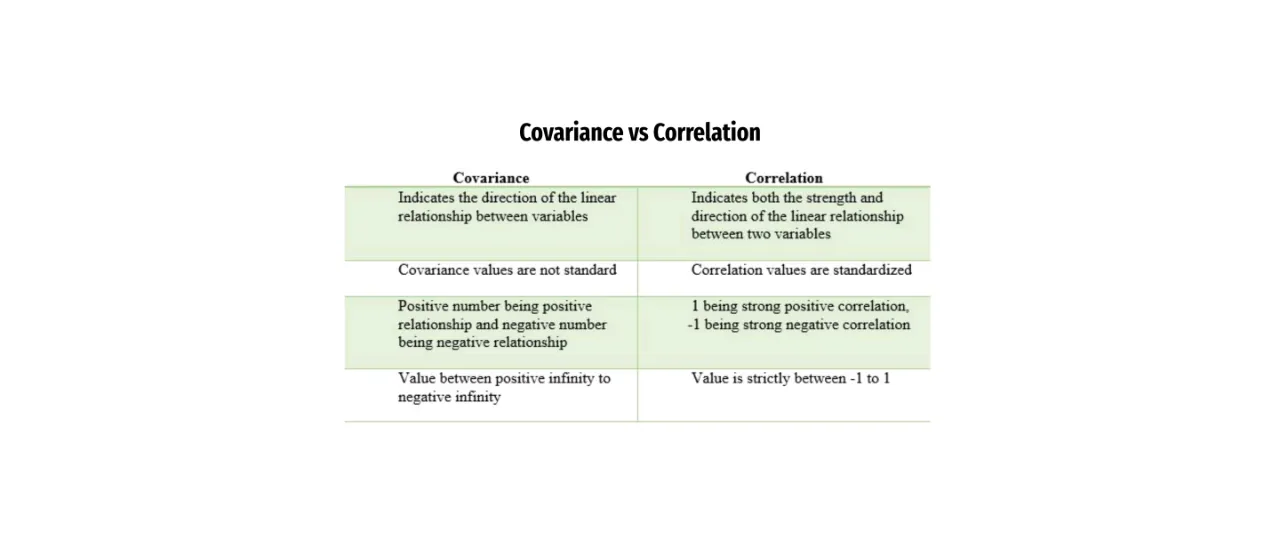 Covariance vs Correlation
Covariance
Correlation
Indicates the direction of the linear
relationship between variables
Indicates both the strength and
direction of the linear relationship
between two variables
Covariance values are not standard
Correlation values are standardized
Positive number being positive
relationship and negative number
being negative relationship
1 being strong positive correlation,
-1 being strong negative correlation
Value between positive infinity to
negative infinity
Value is strictly between -1 to 1